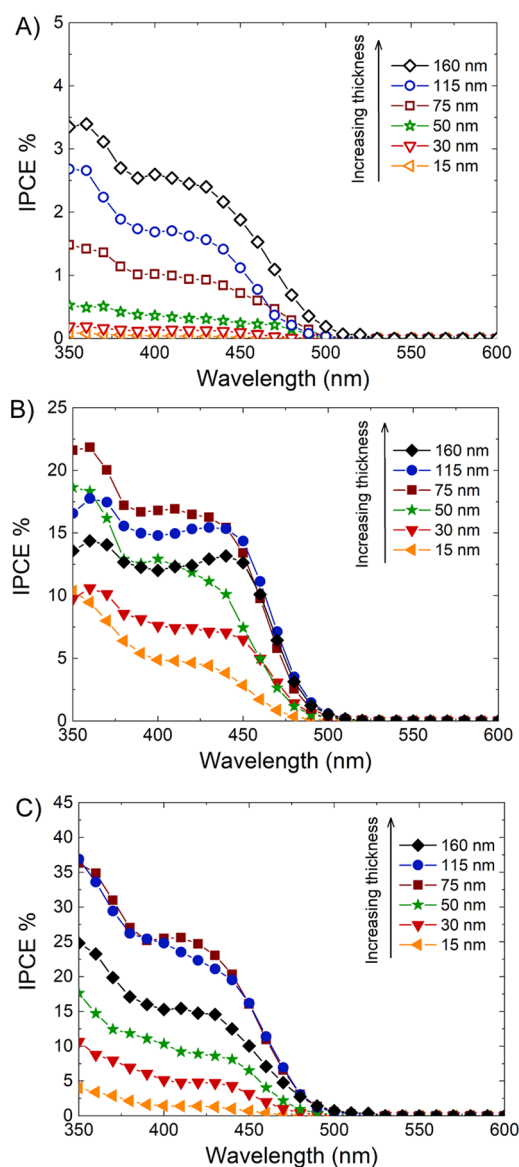 A)
5
4
3
2
1
0
IPCE %
350 400 450 500 550 600
Wavelength (nm)
Increasing thickness
160 nm
115 nm
75 nm
50 nm
30 nm
15 nm
B)
25
20
15
10
5
0
IPCE %
350 400 450 500 550 600
Wavelength (nm)
Increasing thickness
160 nm
115 nm
75 nm
50 nm
30 nm
15 nm
C)
45
40
35
30
25
20
15
10
5
0
IPCE %
350 400 450 500 550 600
Wavelength (nm)
Increasing thickness
160 nm
115 nm
75 nm
50 nm
30 nm
15 nm